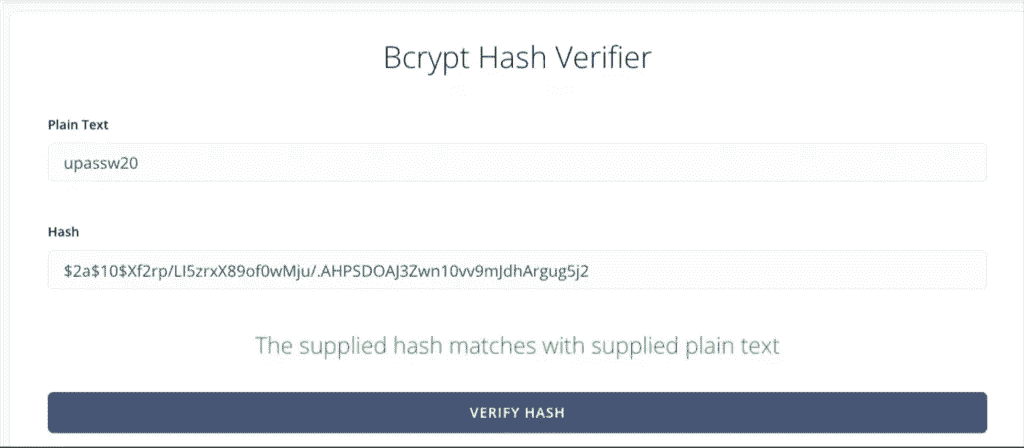 Bcrypt Hash Verifier
Plain Text
upassw20
Hash
$2a$10$Xf2rp/LI5zrxX89of0wMju/.AHPSDOAJ3Zwn10vv9mJdhArgug5j2
The supplied hash matches with supplied plain text
VERIFY HASH